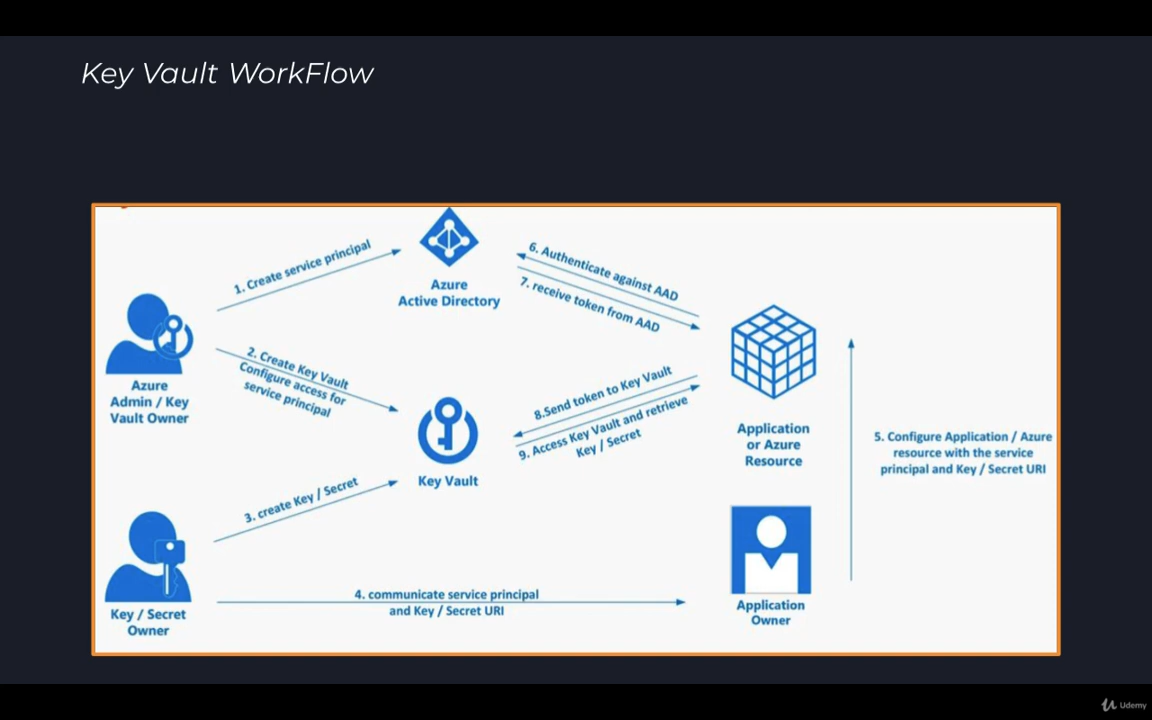 Key Vault WorkFlow
1. Create service principal
Azure
Active Directory
6. Authenticate against AAD
7. receive token from AAD
Azure
Admin / Key
Vault Owner
2. Create Key Vault
Configure access for
service principal
Key Vault
8.Send token to Key Vault
9. Access Key Vault and retrieve
Key / Secret
Application
or Azure
Resource
5. Configure Application / Azure
resource with the service
principal and Key / Secret URI
3. create Key / Secret
Key / Secret
Owner
4. communicate service principal
and Key / Secret URI
Application
Owner
Udemy